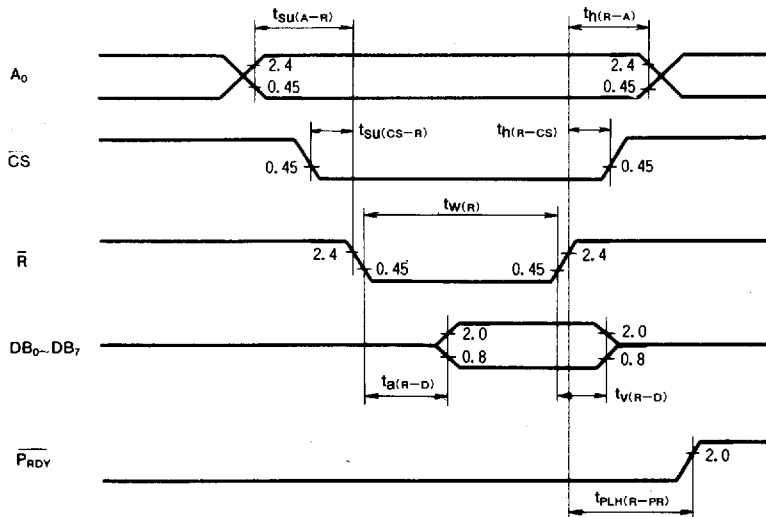 tsu(A-R)
th(R-A)
A0
2.4
0.45
2.4
0.45
tsu(CS-R)
th(R-CS)
C̅S̅
0.45
0.45
tW(R)
R̅
2.4
0.45
0.45
2.4
DB0~DB7
2.0
0.8
2.0
0.8
ta(R-D)
tV(R-D)
P̅R̅D̅Y̅
2.0
tPLH(R-PR)